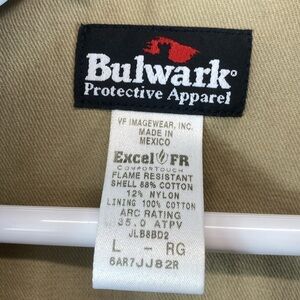 Bulwark®
Protective Apparel
VF IMAGEWEAR, INC.
MADE IN
MEXICO
Excel FR
COMFORTOUCH
FLAME RESISTANT
SHELL 88% COTTON
12% NYLON
LINING 100% COTTON
ARC RATING
35.0 ATPV
JLB8BD2
L - RG
6AR7JJ82R